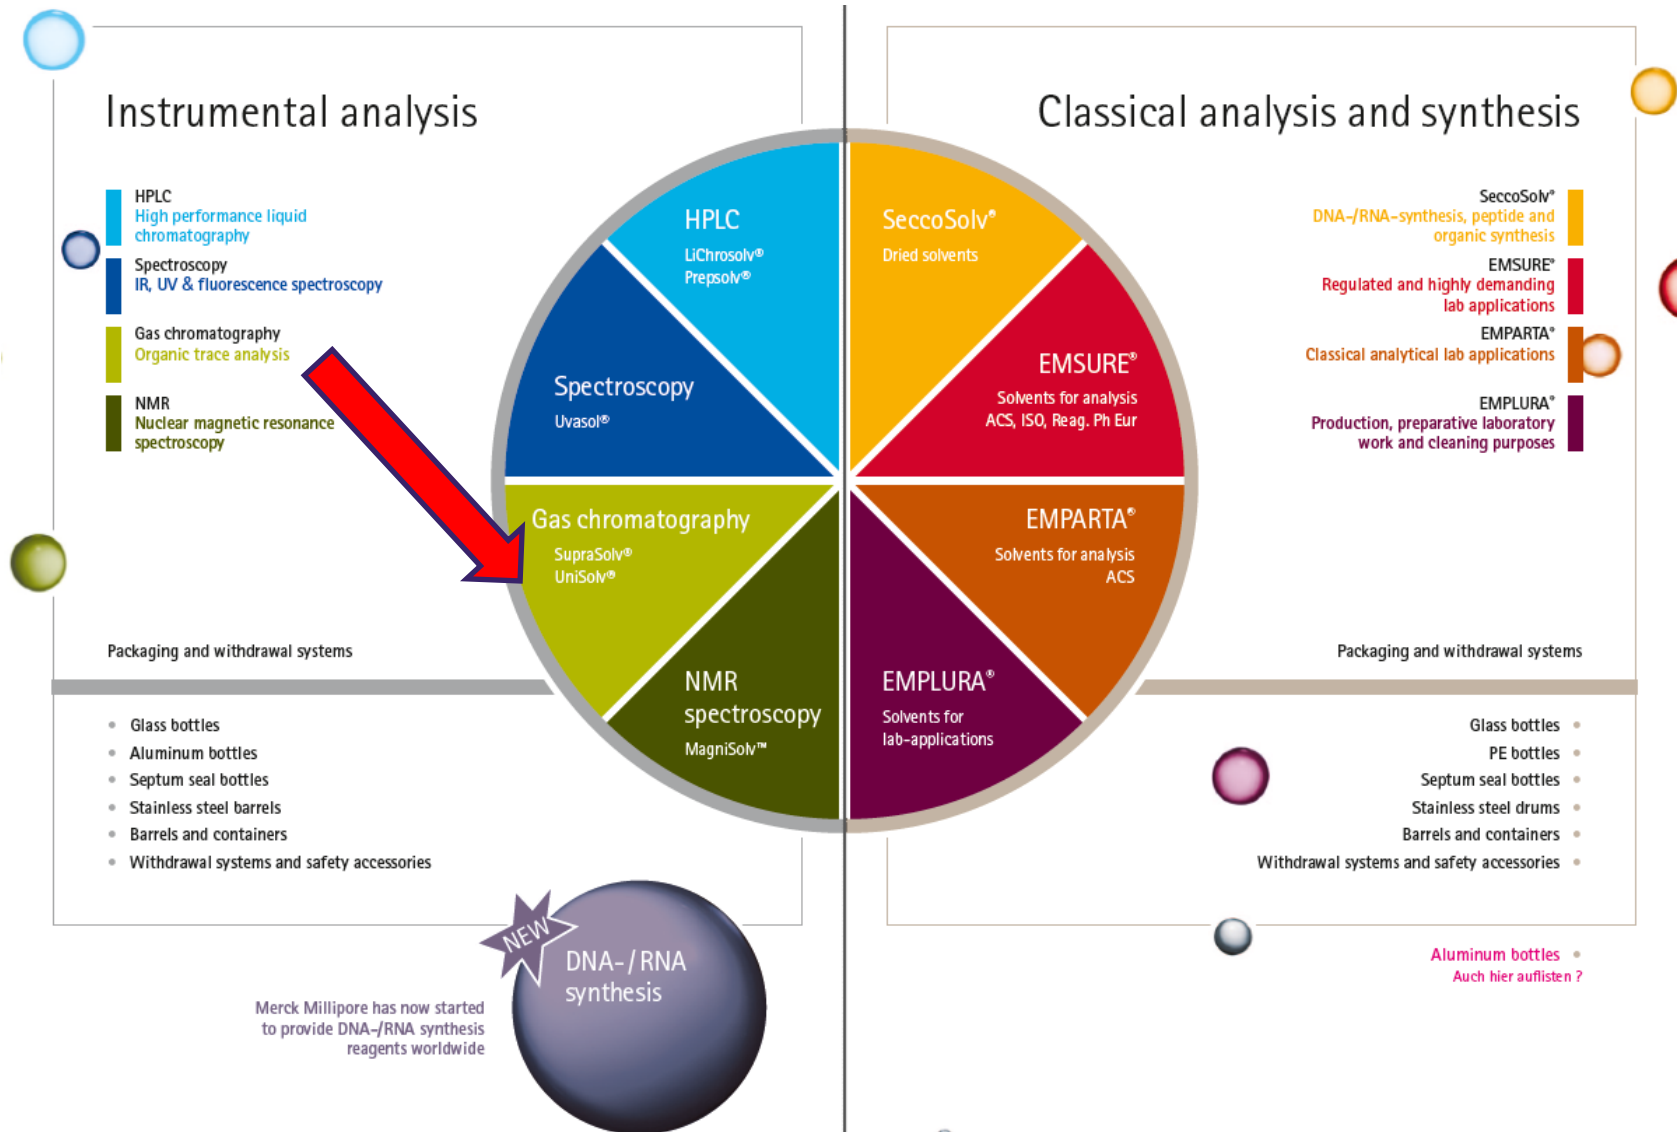 Instrumental analysis
HPLC
High performance liquid
chromatography
Spectroscopy
IR, UV & fluorescence spectroscopy
Gas chromatography
Organic trace analysis
NMR
Nuclear magnetic resonance
spectroscopy
Packaging and withdrawal systems
• Glass bottles
• Aluminum bottles
• Septum seal bottles
• Stainless steel barrels
• Barrels and containers
• Withdrawal systems and safety accessories
HPLC
LiChrosolv®
Prepsolv®
Spectroscopy
Uvasol®
Gas chromatography
SupraSolv®
UniSolv®
NMR
spectroscopy
MagniSolv™
SeccoSolv®
Dried solvents
EMSURE®
Solvents for analysis
ACS, ISO, Reag. Ph Eur
EMPARTA®
Solvents for analysis
ACS
EMPLURA®
Solvents for
lab-applications
Classical analysis and synthesis
SeccoSolv®
DNA-/RNA-synthesis, peptide and
organic synthesis
EMSURE®
Regulated and highly demanding
lab applications
EMPARTA®
Classical analytical lab applications
EMPLURA®
Production, preparative laboratory
work and cleaning purposes
Packaging and withdrawal systems
Glass bottles •
PE bottles •
Septum seal bottles •
Stainless steel drums •
Barrels and containers •
Withdrawal systems and safety accessories •
Aluminum bottles •
Auch hier auflisten ?
NEW
DNA-/RNA
synthesis
Merck Millipore has now started
to provide DNA-/RNA synthesis
reagents worldwide